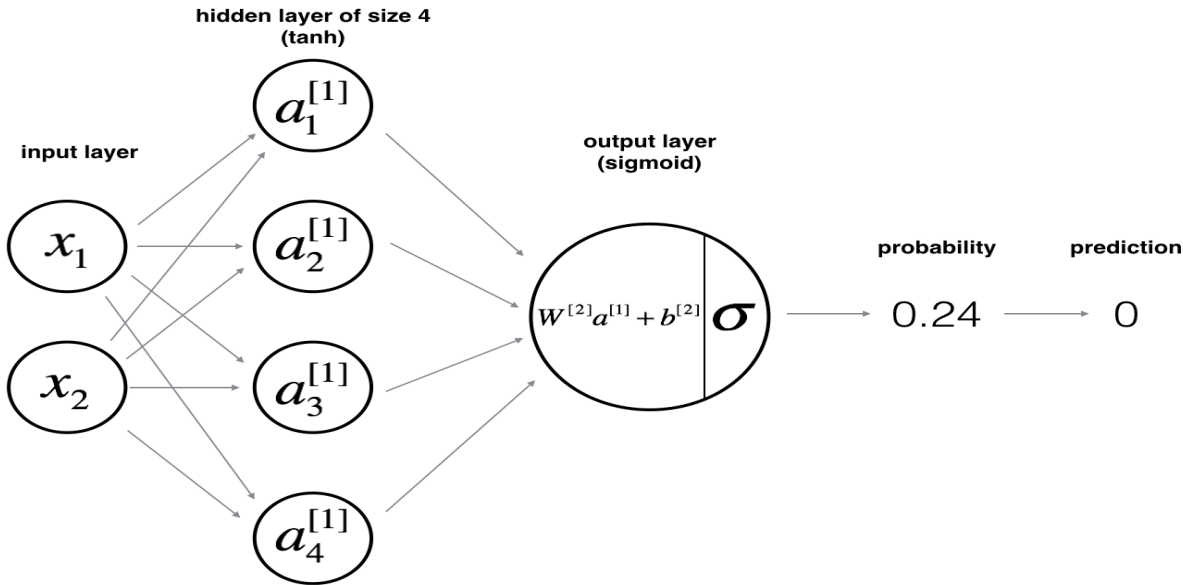 hidden layer of size 4
(tanh)
input layer
output layer
(sigmoid)
probability
prediction
x₁
x₂
a₁^[1]
a₂^[1]
a₃^[1]
a₄^[1]
W^[2]a^[1] + b^[2]
σ
0.24
0